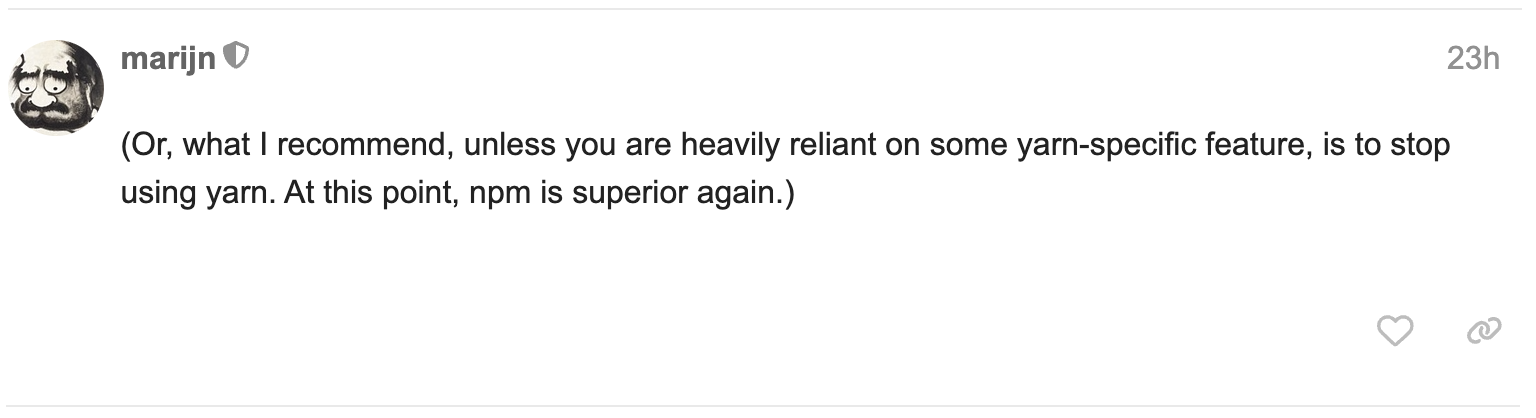 marijn
23h
(Or, what I recommend, unless you are heavily reliant on some yarn-specific feature, is to stop
using yarn. At this point, npm is superior again.)